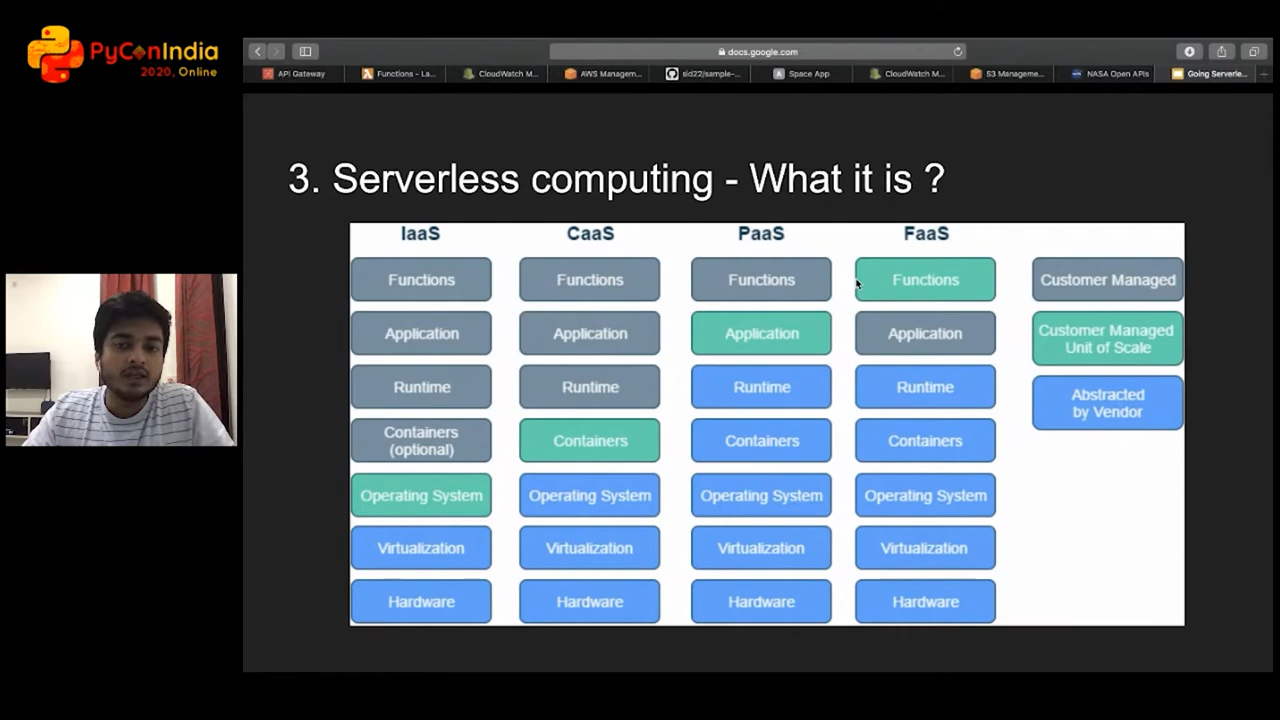 PyConIndia
2020, Online
docs.google.com
API Gateway
Functions - La...
CloudWatch M...
AWS Managem...
sid22/sample-...
Space App
CloudWatch M...
S3 Manageme...
NASA Open APIs
Going Serverle...
3. Serverless computing - What it is ?
IaaS
CaaS
PaaS
FaaS
Functions
Functions
Functions
Functions
Customer Managed
Application
Application
Application
Application
Customer Managed
Unit of Scale
Runtime
Runtime
Runtime
Runtime
Abstracted
by Vendor
Containers
(optional)
Containers
Containers
Containers
Operating System
Operating System
Operating System
Operating System
Virtualization
Virtualization
Virtualization
Virtualization
Hardware
Hardware
Hardware
Hardware